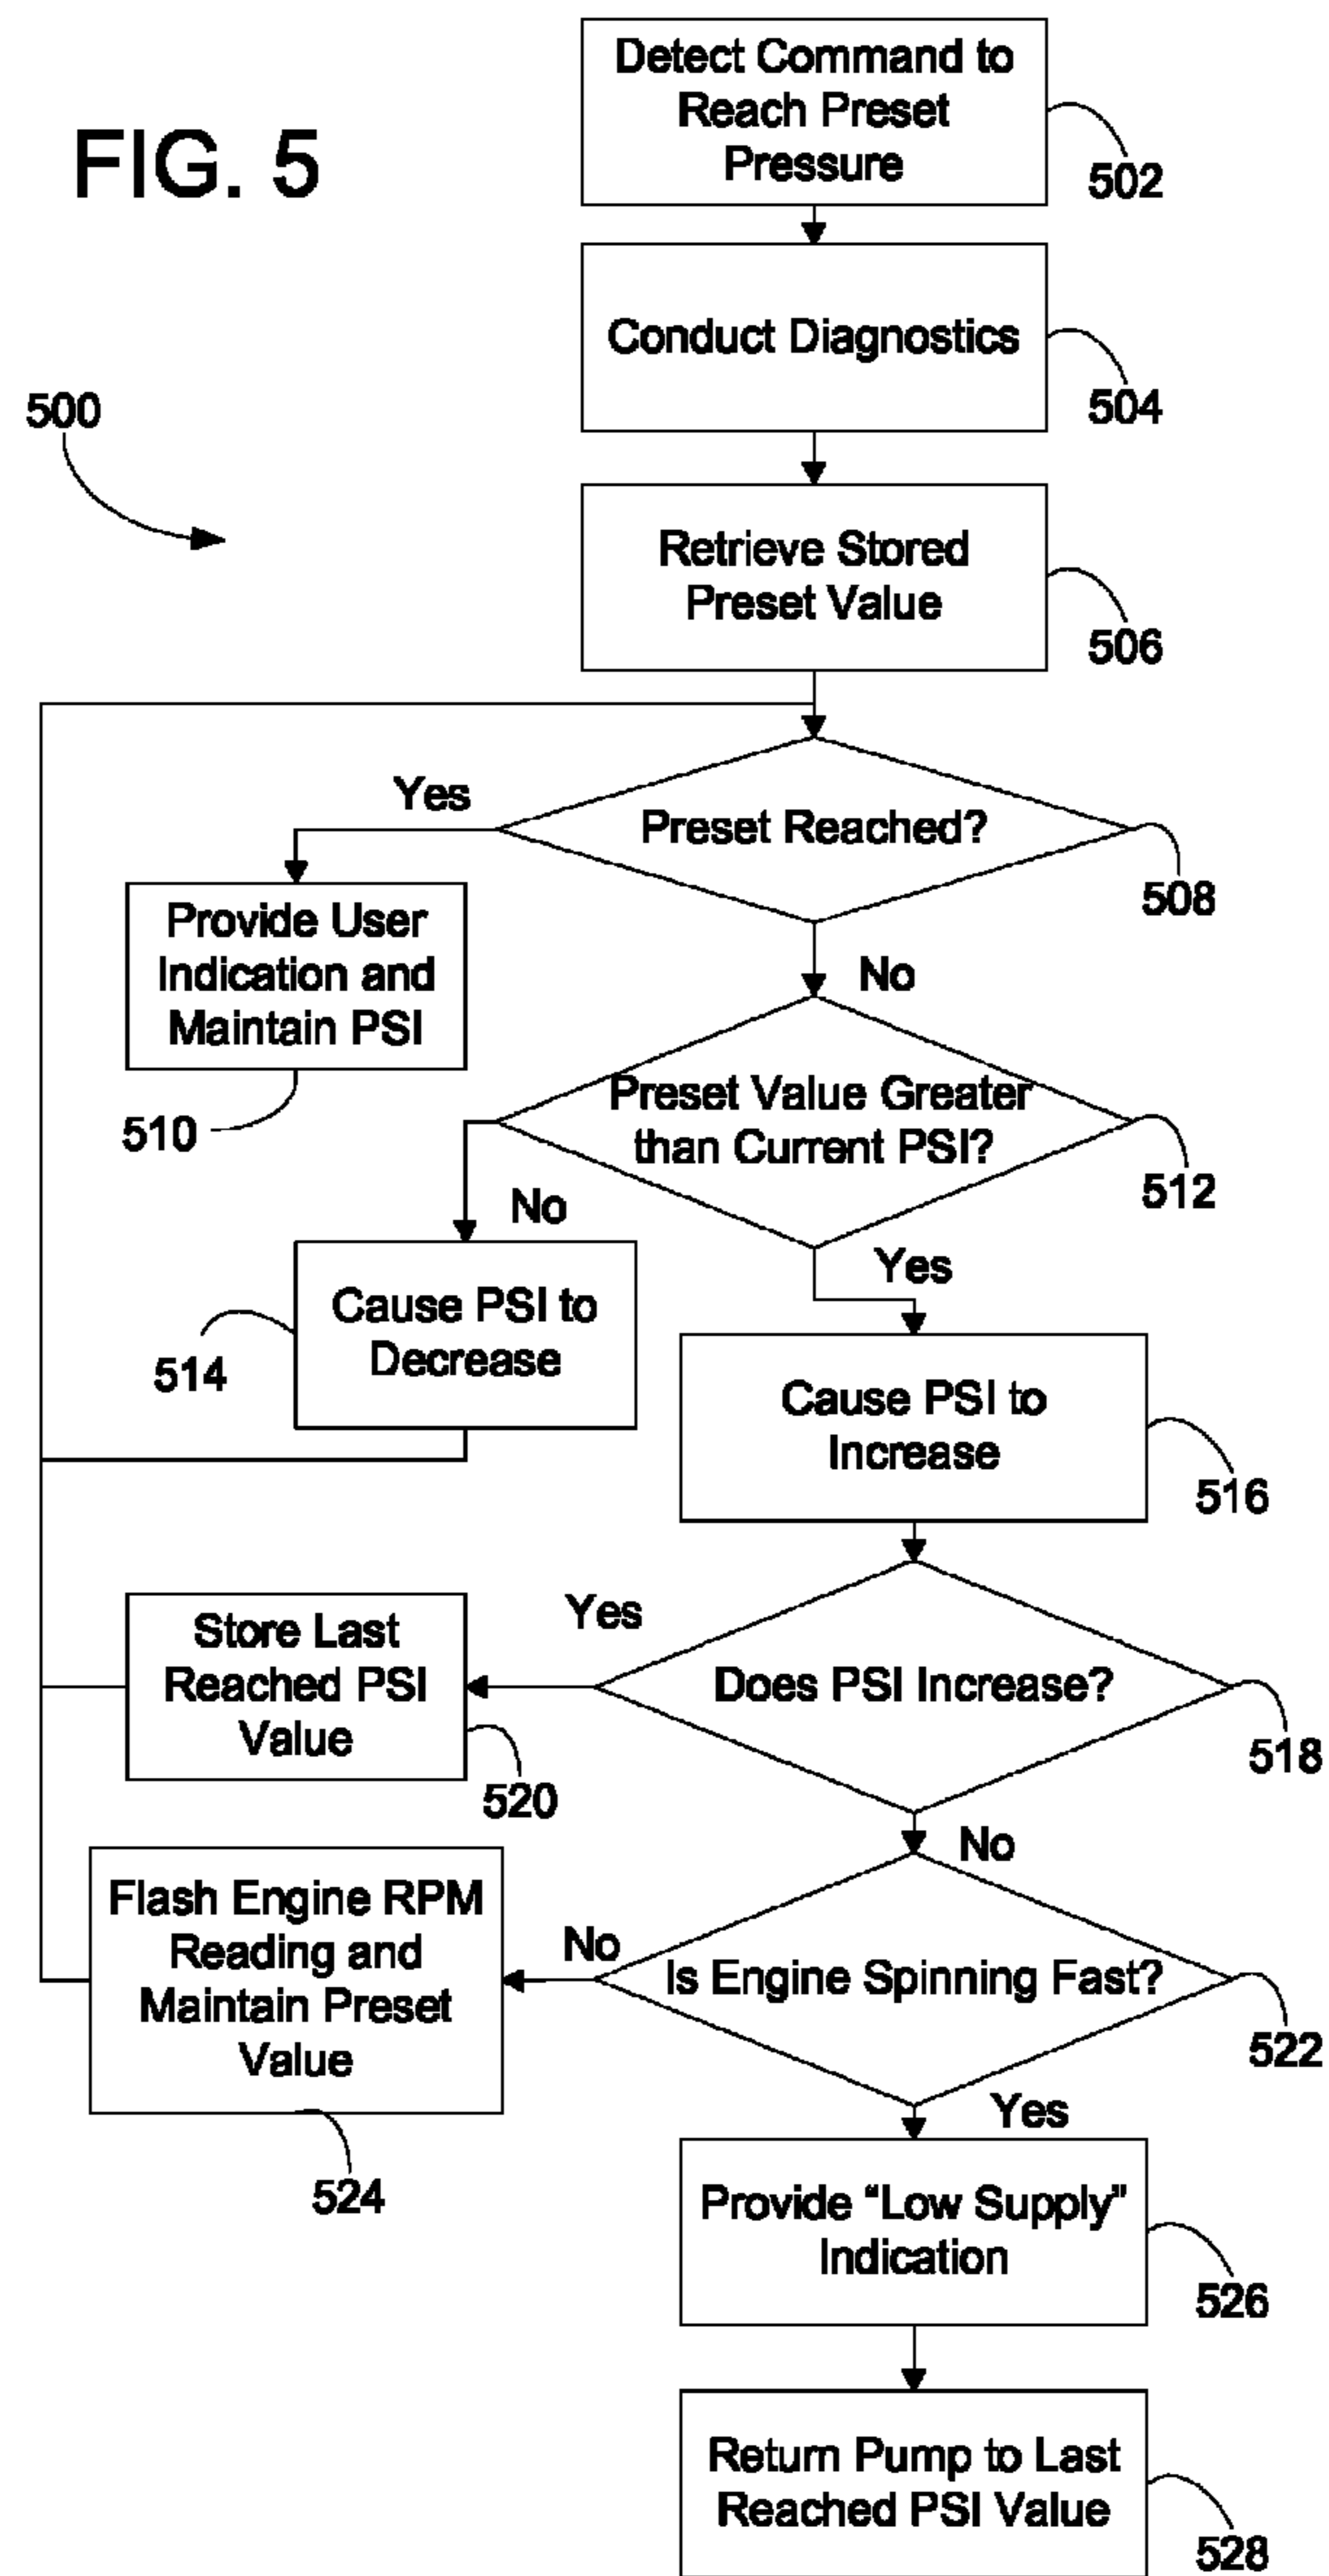 FIG. 5
Detect Command to
Reach Preset
Pressure
502
Conduct Diagnostics
504
500
Retrieve Stored
Preset Value
506
Preset Reached?
508
Yes
Provide User
Indication and
Maintain PSI
510
No
Preset Value Greater
than Current PSI?
512
No
Cause PSI to
Decrease
514
Yes
Cause PSI to
Increase
516
Does PSI Increase?
518
Yes
Store Last
Reached PSI
Value
520
No
Is Engine Spinning Fast?
522
No
Flash Engine RPM
Reading and
Maintain Preset
Value
524
Yes
Provide “Low Supply”
Indication
526
Return Pump to Last
Reached PSI Value
528